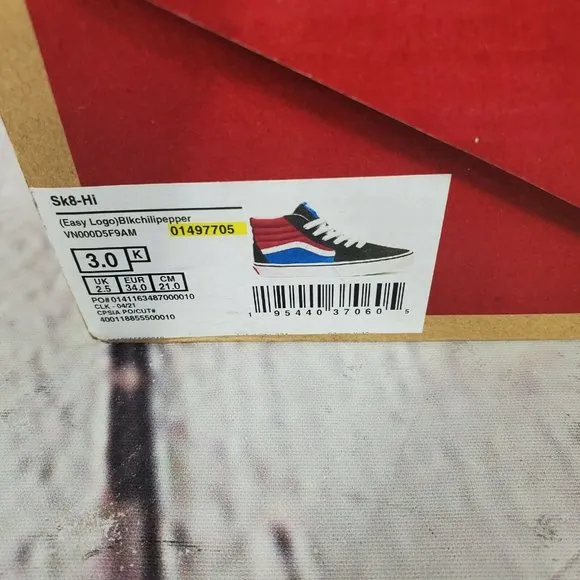 Sk8-Hi
(Easy Logo)Blkchilipepper
VN000D5F9AM 01497705
3.0 K
UK EUR CM
2.5 34.0 21.0
PO# 0141163487000010
CLK - 04/21
CPSIA PO/CUT#
400118855500010
1 95440 37060 5